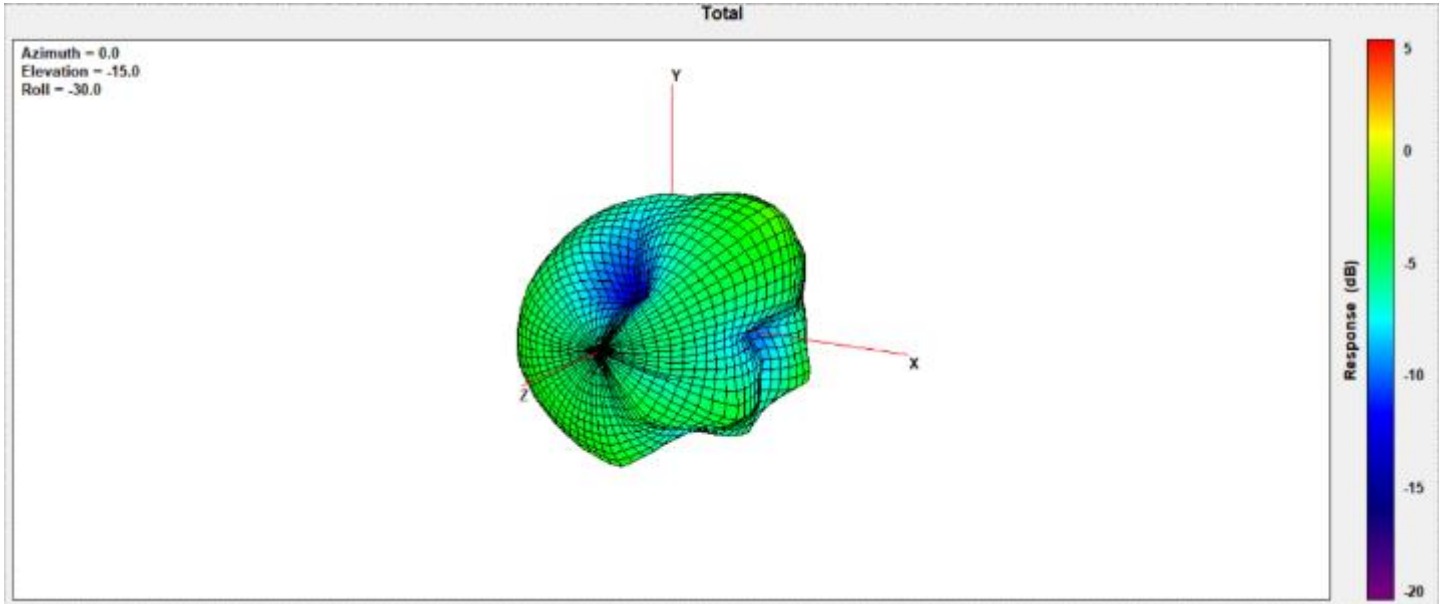 Total
Azimuth = 0.0
Elevation = -15.0
Roll = -30.0
Y
X
Z
Response (dB)
5
0
-5
-10
-15
-20